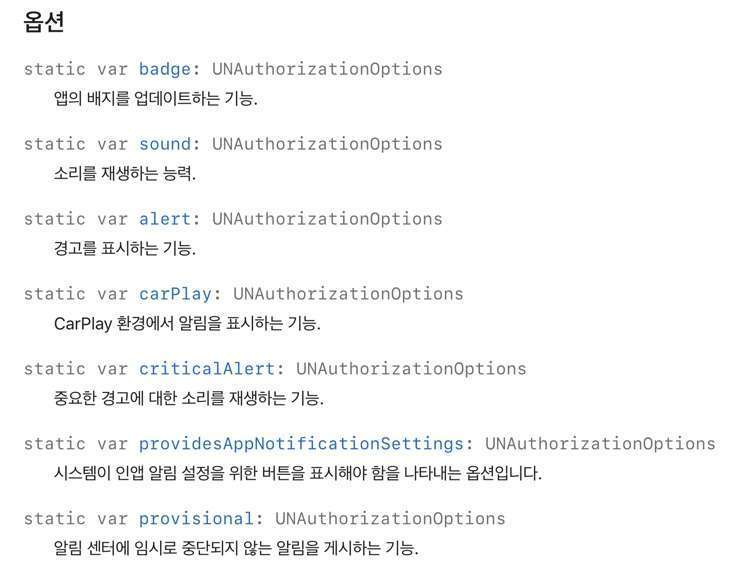 옵션
static var badge: UNAuthorizationOptions
앱의 배지를 업데이트하는 기능.
static var sound: UNAuthorizationOptions
소리를 재생하는 능력.
static var alert: UNAuthorizationOptions
경고를 표시하는 기능.
static var carPlay: UNAuthorizationOptions
CarPlay 환경에서 알림을 표시하는 기능.
static var criticalAlert: UNAuthorizationOptions
중요한 경고에 대한 소리를 재생하는 기능.
static var providesAppNotificationSettings: UNAuthorizationOptions
시스템이 인앱 알림 설정을 위한 버튼을 표시해야 함을 나타내는 옵션입니다.
static var provisional: UNAuthorizationOptions
알림 센터에 임시로 중단되지 않는 알림을 게시하는 기능.